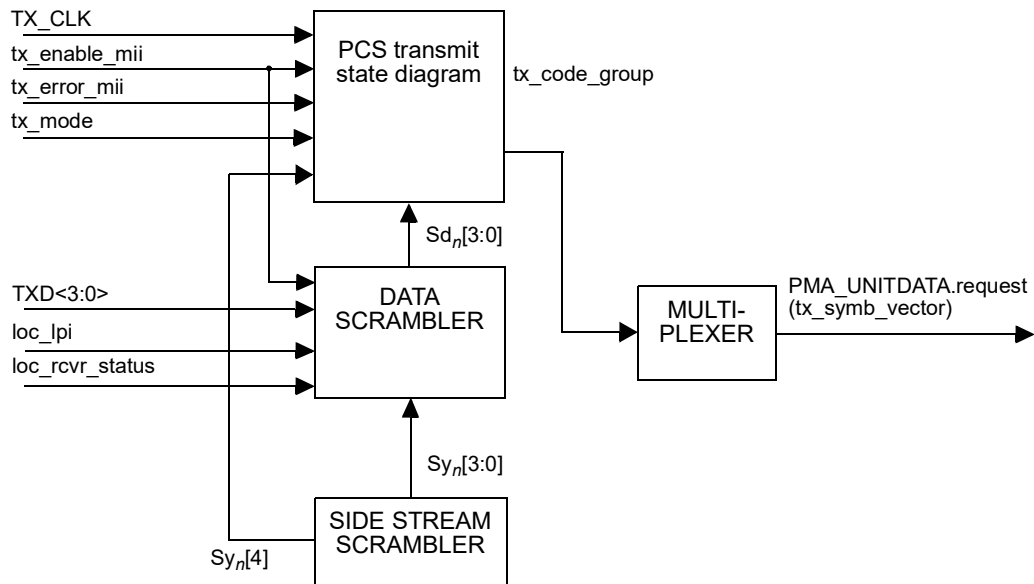 TX_CLK
tx_enable_mii
tx_error_mii
tx_mode
PCS transmit
state diagram
tx_code_group
Sdn[3:0]
TXD<3:0>
loc_lpi
loc_rcvr_status
DATA
SCRAMBLER
MULTI-
PLEXER
PMA_UNITDATA.request
(tx_symb_vector)
Syn[3:0]
SIDE STREAM
SCRAMBLER
Syn[4]